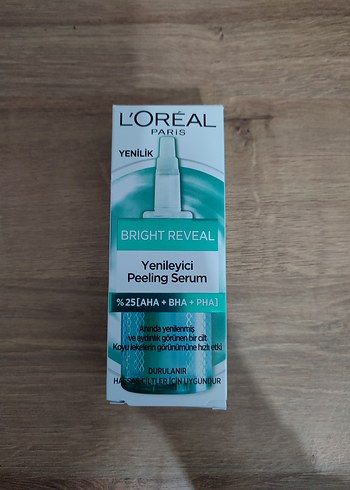 L'ORÉAL
PARİS
YENİLİK
BRIGHT REVEAL
Yenileyici
Peeling Serum
%25[AHA + BHA + PHA]
Anında yenilenmiş
ve aydınlık görünen bir cilt
Koyu lekelerin görünümüne hızlı etki
DURULANIR
HASSAS CİLTLER İÇİN UYGUNDUR